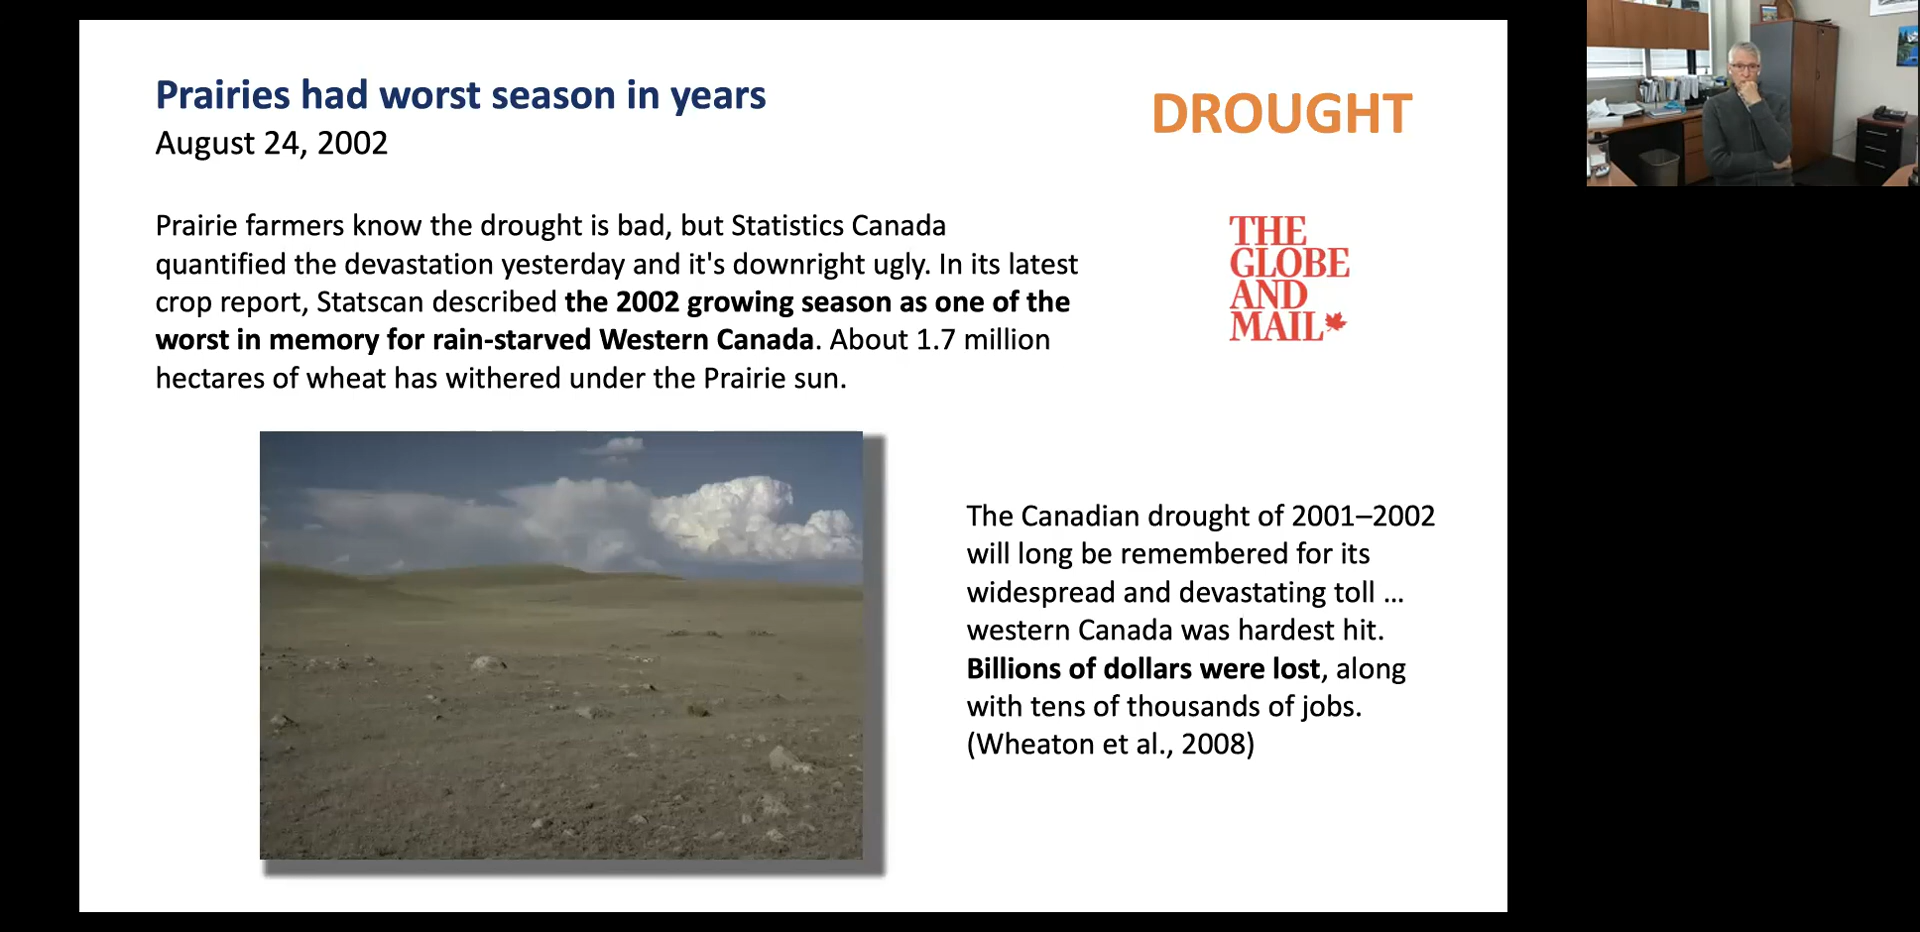 Prairies had worst season in years
August 24, 2002
DROUGHT
Prairie farmers know the drought is bad, but Statistics Canada
quantified the devastation yesterday and it's downright ugly. In its latest
crop report, Statscan described the 2002 growing season as one of the
worst in memory for rain-starved Western Canada. About 1.7 million
hectares of wheat has withered under the Prairie sun.
THE
GLOBE
AND
MAIL
The Canadian drought of 2001–2002
will long be remembered for its
widespread and devastating toll ...
western Canada was hardest hit.
Billions of dollars were lost, along
with tens of thousands of jobs.
(Wheaton et al., 2008)